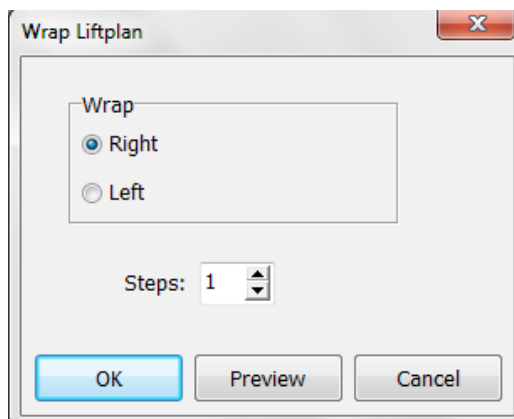 Wrap Liftplan
Wrap
Right
Left
Steps: 1
OK Preview Cancel